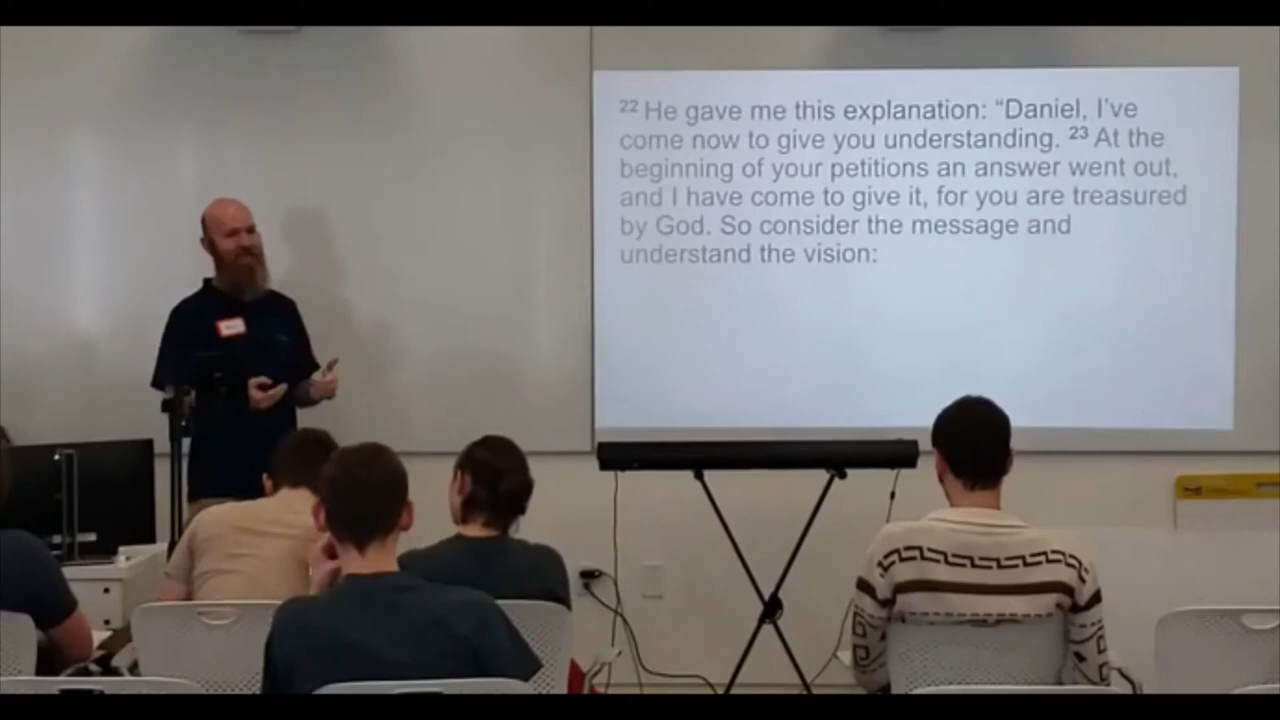 ²² He gave me this explanation: “Daniel, I’ve
come now to give you understanding. ²³ At the
beginning of your petitions an answer went out,
and I have come to give it, for you are treasured
by God. So consider the message and
understand the vision: